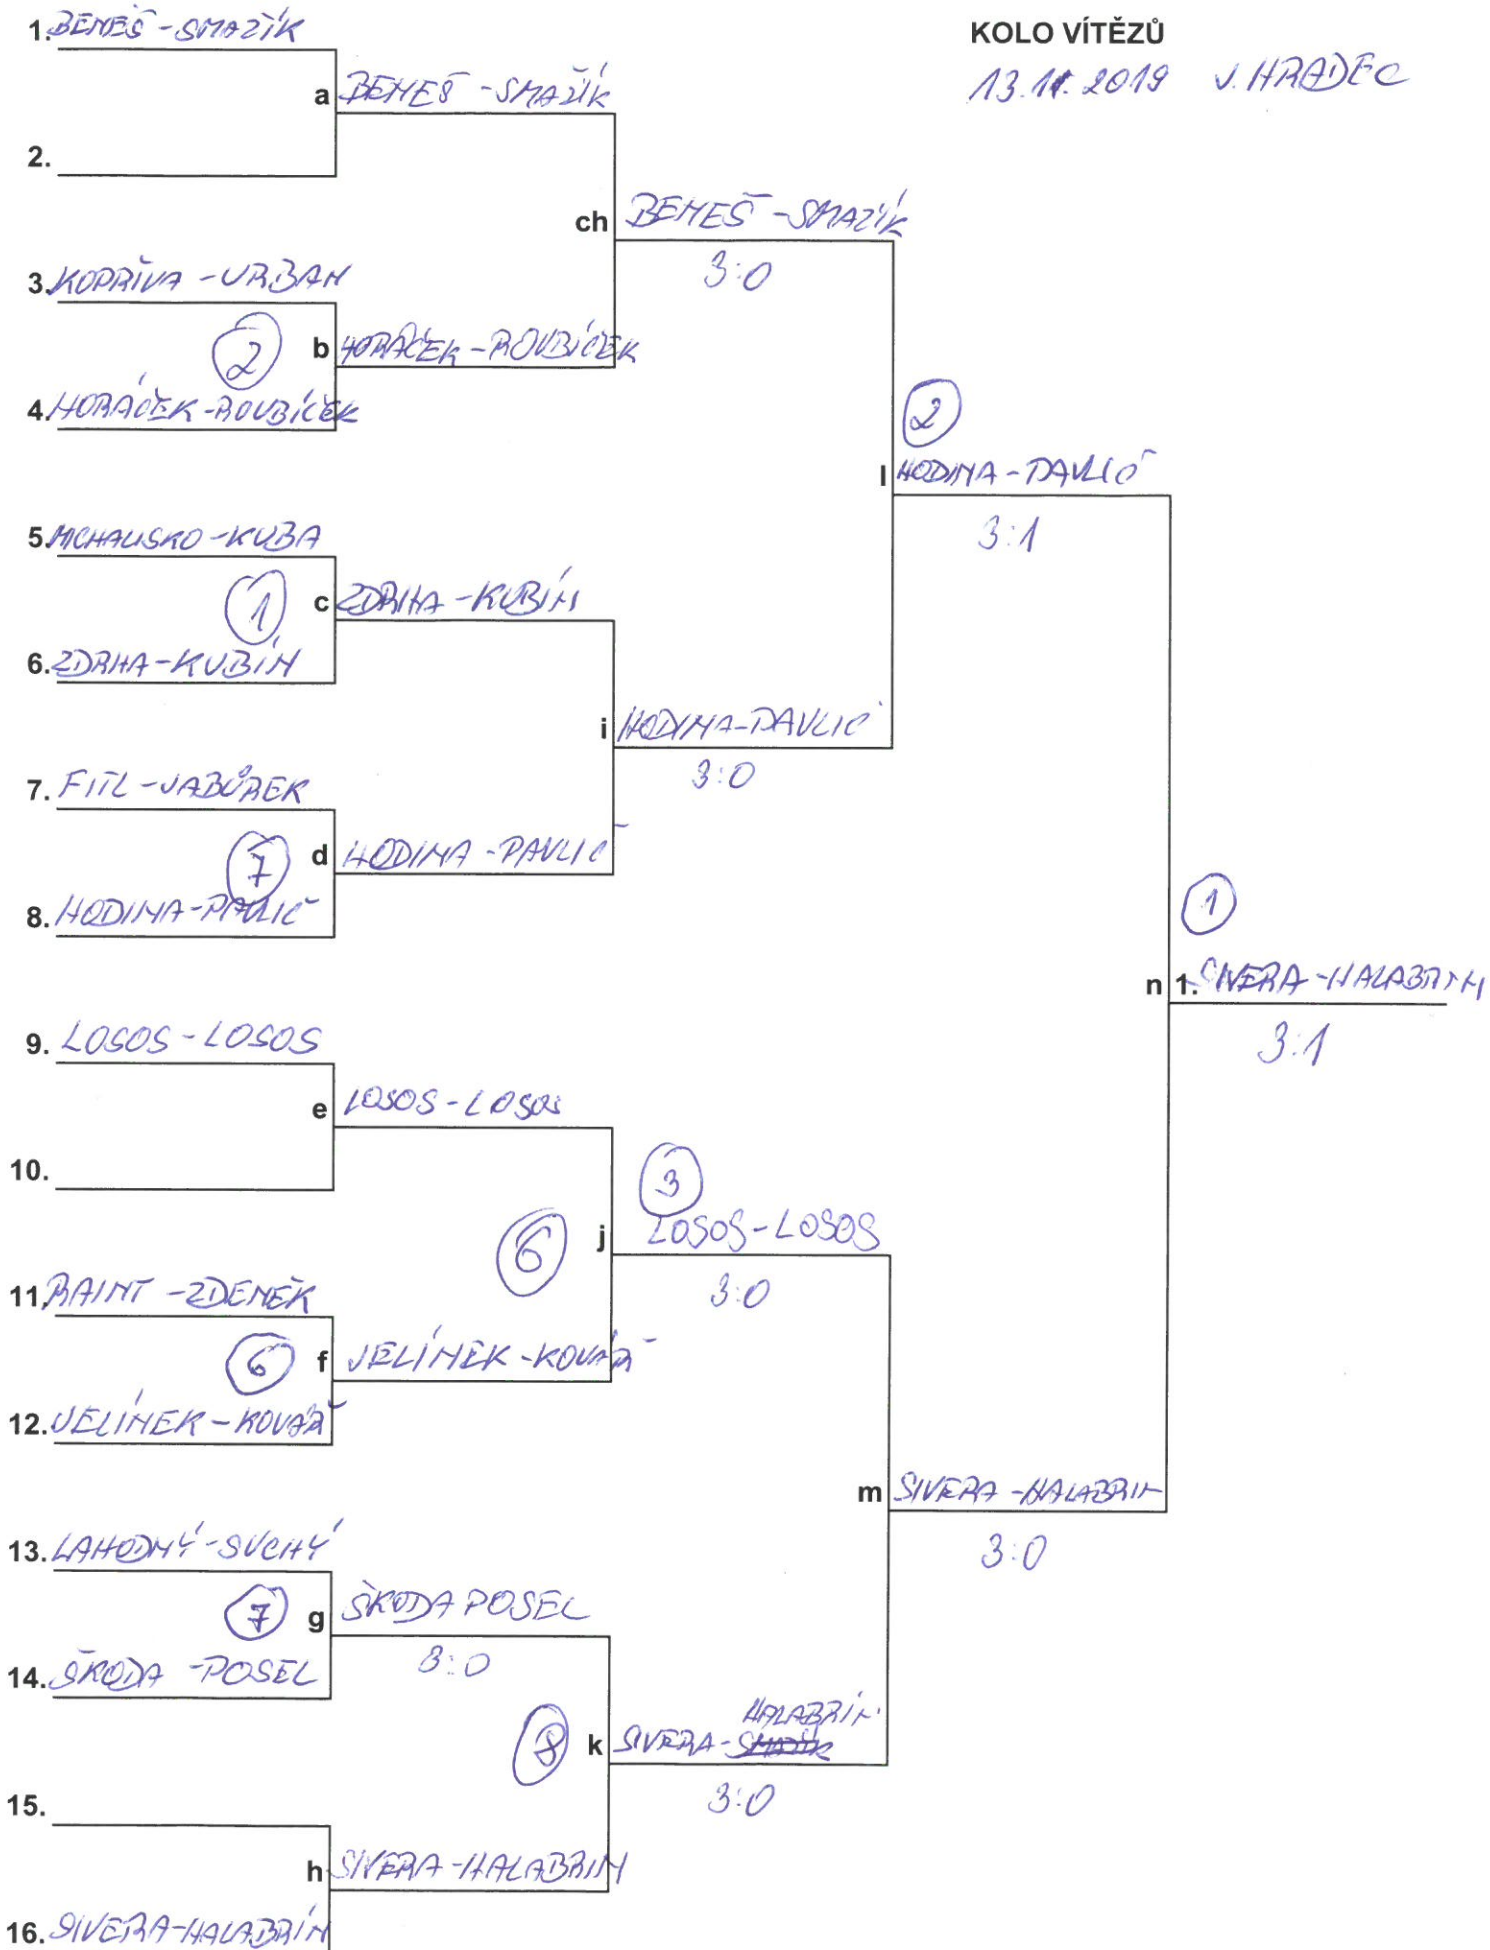 KOLO VÍTĚZŮ
13.11.2019 J. HRADEC
1. BENEŠ - SMAŽÍK
a BENEŠ - SMAŽÍK
2.
ch BENEŠ - SMAŽÍK
3:0
3. KOPŘIVA - URBAN
2 b HORÁČEK - ROUBÍČEK
4. HORÁČEK - ROUBÍČEK
2
l HODINA - PAVLIČ
3:1
5. MICHALISKO - KUBA
1 c ZDRHA - KUBÍN
6. ZDRHA - KUBÍN
i HODINA - PAVLIČ
3:0
7. FITL - JABŮREK
7 d HODINA - PAVLIČ
8. HODINA - PAVLIČ
1
n 1. SIVERA - HALABRIN
3:1
9. LOSOS - LOSOS
e LOSOS - LOSOS
10.
3
6 j LOSOS - LOSOS
3:0
11. RAINT - ZDENĚK
6 f JELÍNEK - KOVÁŘ
12. JELÍNEK - KOVÁŘ
m SIVERA - HALABRIN
3:0
13. LAHODNÝ - SUCHÝ
7 g ŠKODA POSEL
3:0
14. ŠKODA - POSEL
HALABRÍN
8 k SIVERA - SMAŽÍK
3:0
15.
h SIVERA - HALABRIN
16. SIVERA - HALABRÍN